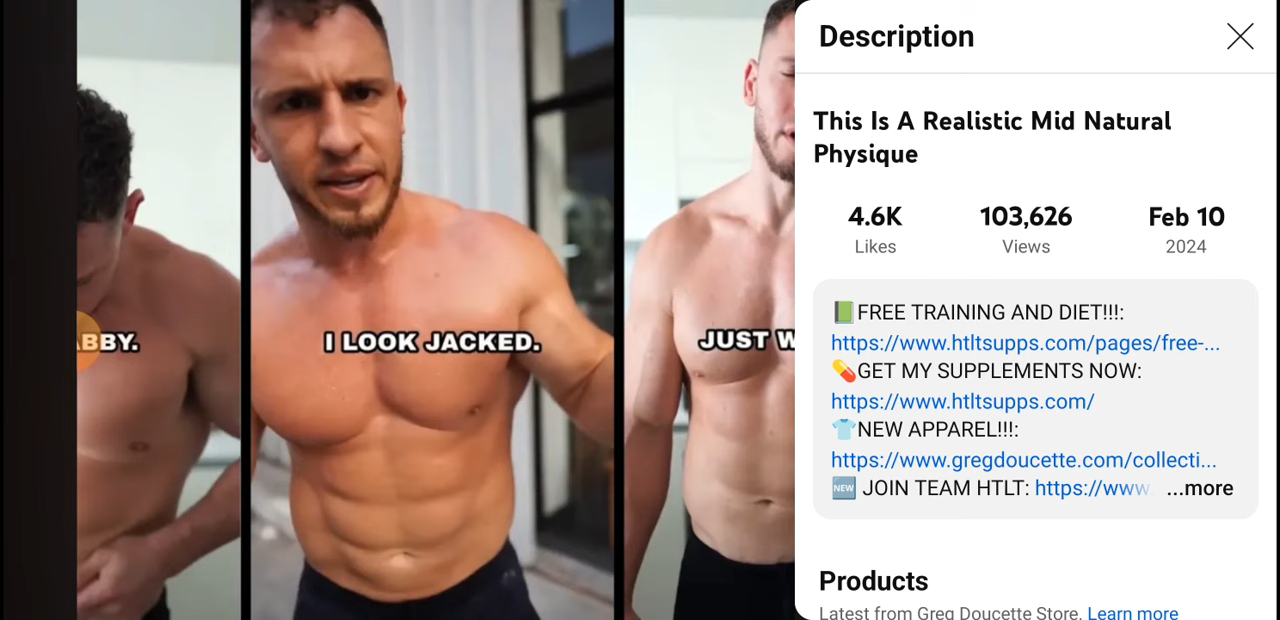 ABBY.
I LOOK JACKED.
JUST W
Description
This Is A Realistic Mid Natural
Physique
4.6K
Likes
103,626
Views
Feb 10
2024
📗FREE TRAINING AND DIET!!!:
https://www.htltsupps.com/pages/free-...
💊GET MY SUPPLEMENTS NOW:
https://www.htltsupps.com/
👕NEW APPAREL!!!:
https://www.gregdoucette.com/collecti...
🆕 JOIN TEAM HTLT: https://www. ...more
Products
Latest from Greg Doucette Store. Learn more